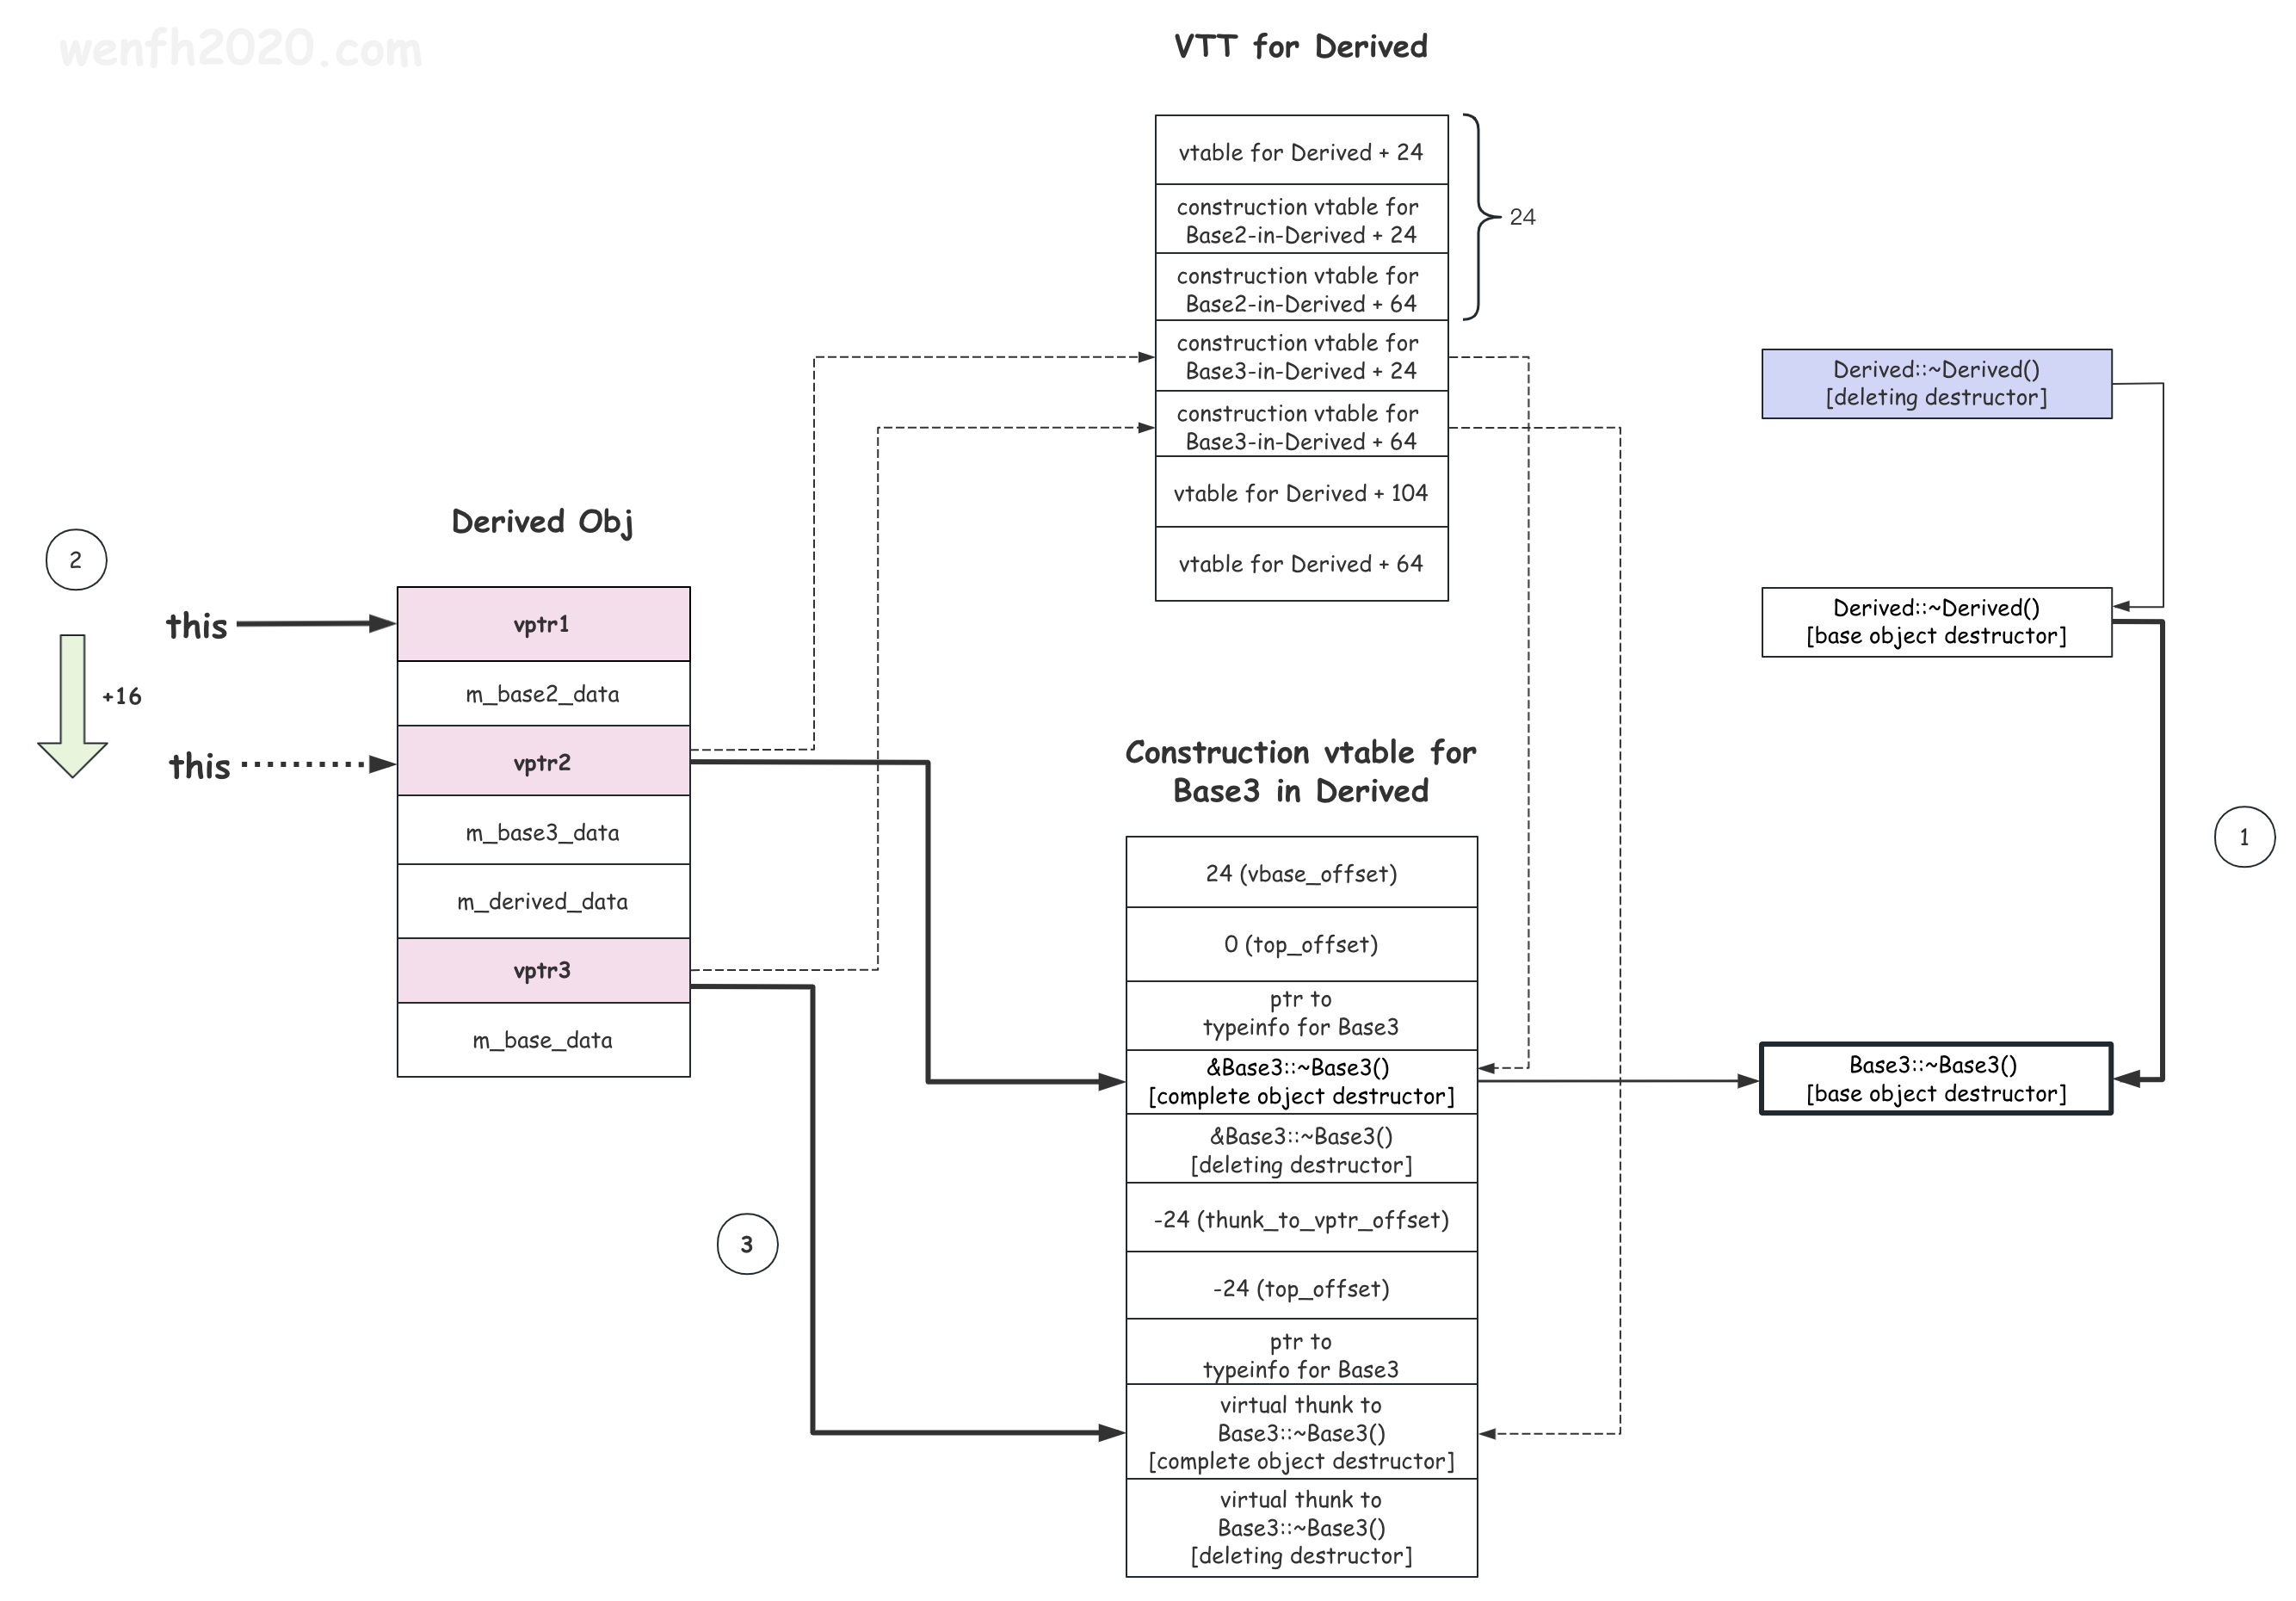 wenfh2020.com
VTT for Derived
vtable for Derived + 24
construction vtable for
Base2-in-Derived + 24
construction vtable for
Base2-in-Derived + 64
24
construction vtable for
Base3-in-Derived + 24
construction vtable for
Base3-in-Derived + 64
vtable for Derived + 104
vtable for Derived + 64
Derived::~Derived()
[deleting destructor]
Derived::~Derived()
[base object destructor]
1
Base3::~Base3()
[base object destructor]
2
this
+16
this
Derived Obj
vptr1
m_base2_data
vptr2
m_base3_data
m_derived_data
vptr3
m_base_data
3
Construction vtable for
Base3 in Derived
24 (vbase_offset)
0 (top_offset)
ptr to
typeinfo for Base3
&Base3::~Base3()
[complete object destructor]
&Base3::~Base3()
[deleting destructor]
-24 (thunk_to_vptr_offset)
-24 (top_offset)
ptr to
typeinfo for Base3
virtual thunk to
Base3::~Base3()
[complete object destructor]
virtual thunk to
Base3::~Base3()
[deleting destructor]